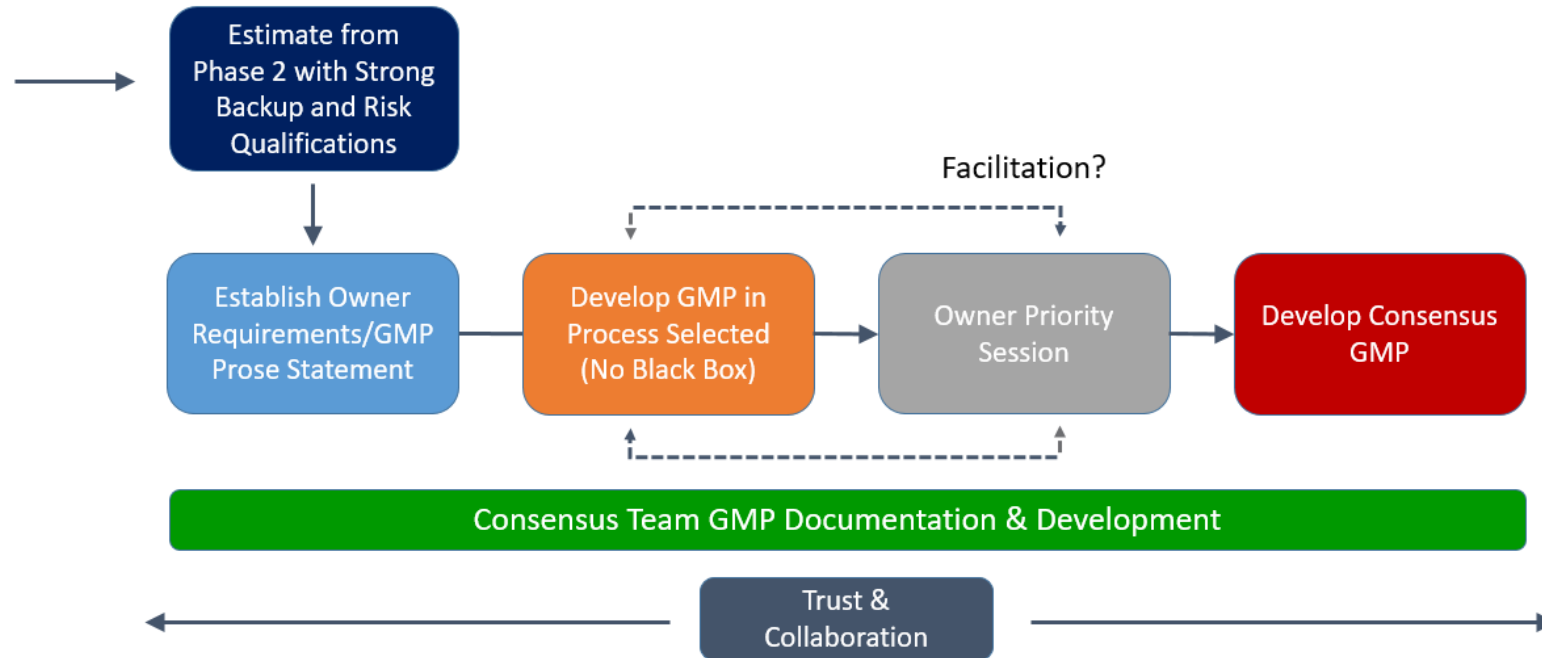 Estimate from
Phase 2 with Strong
Backup and Risk
Qualifications
Facilitation?
Establish Owner
Requirements/GMP
Prose Statement
Develop GMP in
Process Selected
(No Black Box)
Owner Priority
Session
Develop Consensus
GMP
Consensus Team GMP Documentation & Development
Trust &
Collaboration